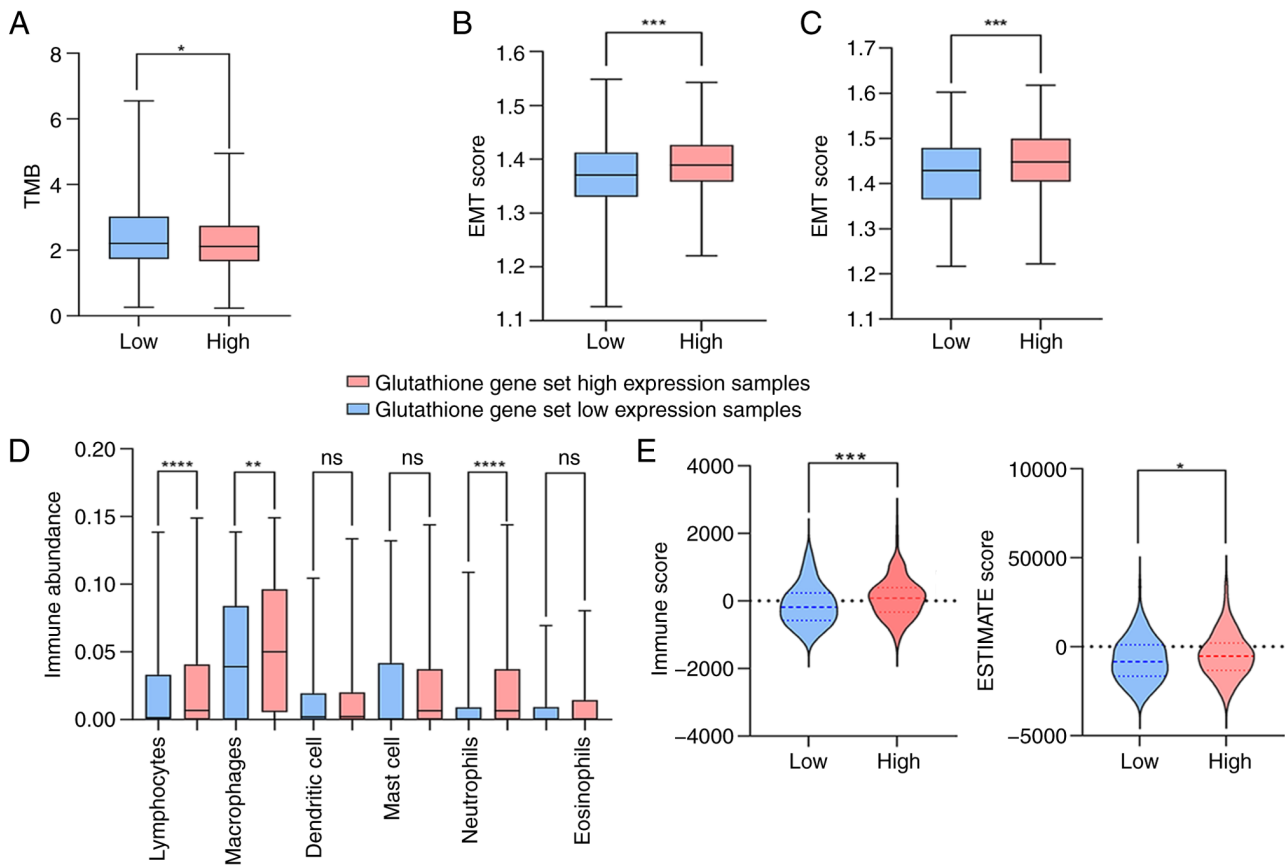 A
*
8
6
4
2
0
TMB
Low High
B
***
1.6
1.5
1.4
1.3
1.2
1.1
EMT score
Low High
C
***
1.7
1.6
1.5
1.4
1.3
1.2
1.1
EMT score
Low High
Glutathione gene set high expression samples
Glutathione gene set low expression samples
D
**** ** ns ns **** ns
0.20
0.15
0.10
0.05
0.00
Immune abundance
Lymphocytes
Macrophages
Dendritic cell
Mast cell
Neutrophils
Eosinophils
E
***
4000
2000
0
−2000
−4000
Immune score
Low High
*
10000
50000
0
−5000
ESTIMATE score
Low High